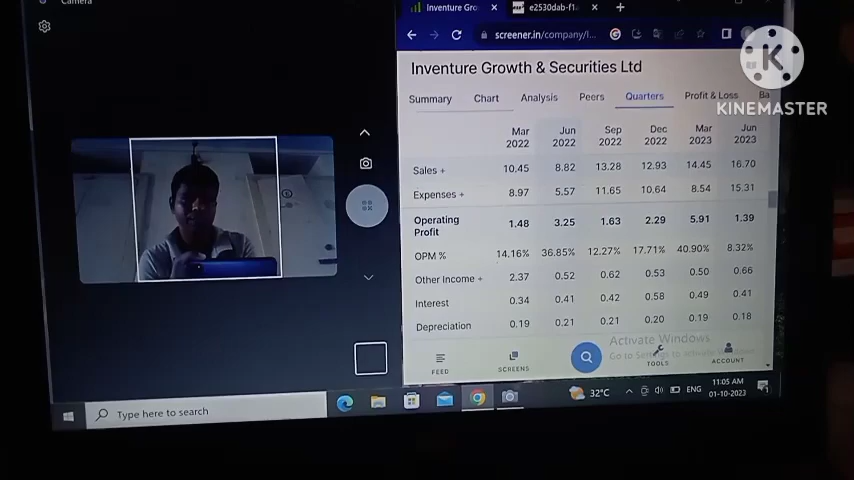 Camera
Inventure Gro × e2530dab-f1 × +
screener.in/company/I...
Inventure Growth & Securities Ltd
Summary Chart Analysis Peers Quarters Profit & Loss Ba
K
KINEMASTER
Mar 2022 Jun 2022 Sep 2022 Dec 2022 Mar 2023 Jun 2023
Sales + 10.45 8.82 13.28 12.93 14.45 16.70
Expenses + 8.97 5.57 11.65 10.64 8.54 15.31
Operating Profit 1.48 3.25 1.63 2.29 5.91 1.39
OPM % 14.16% 36.85% 12.27% 17.71% 40.90% 8.32%
Other Income + 2.37 0.52 0.62 0.53 0.50 0.66
Interest 0.34 0.41 0.42 0.58 0.49 0.41
Depreciation 0.19 0.21 0.21 0.20 0.19 0.18
Activate Windows
Go to Settings to activate Windows.
FEED SCREENS TOOLS ACCOUNT
Type here to search
32°C ENG 11:05 AM
01-10-2023